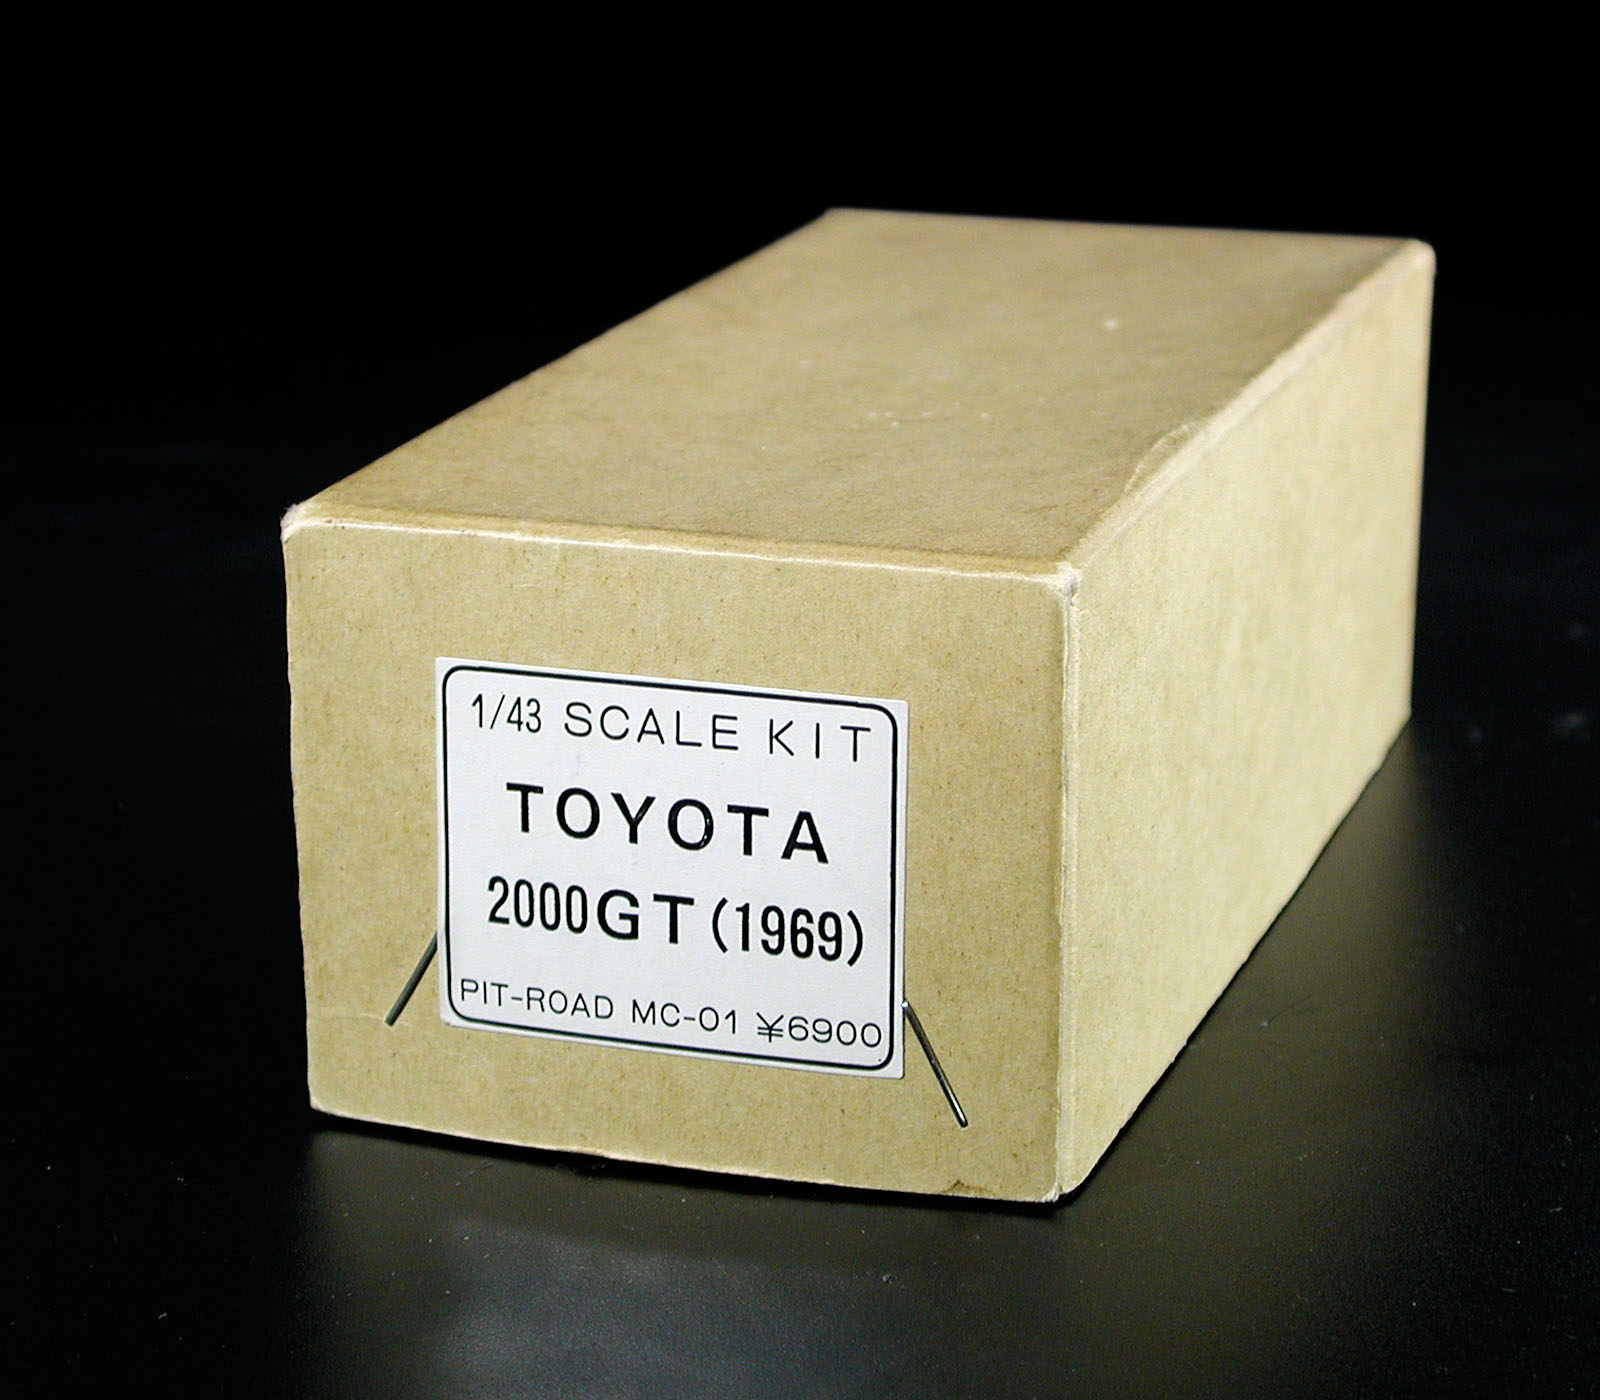 1/43 SCALE KIT
TOYOTA
2000GT(1969)
PIT-ROAD MC-01 ¥6900